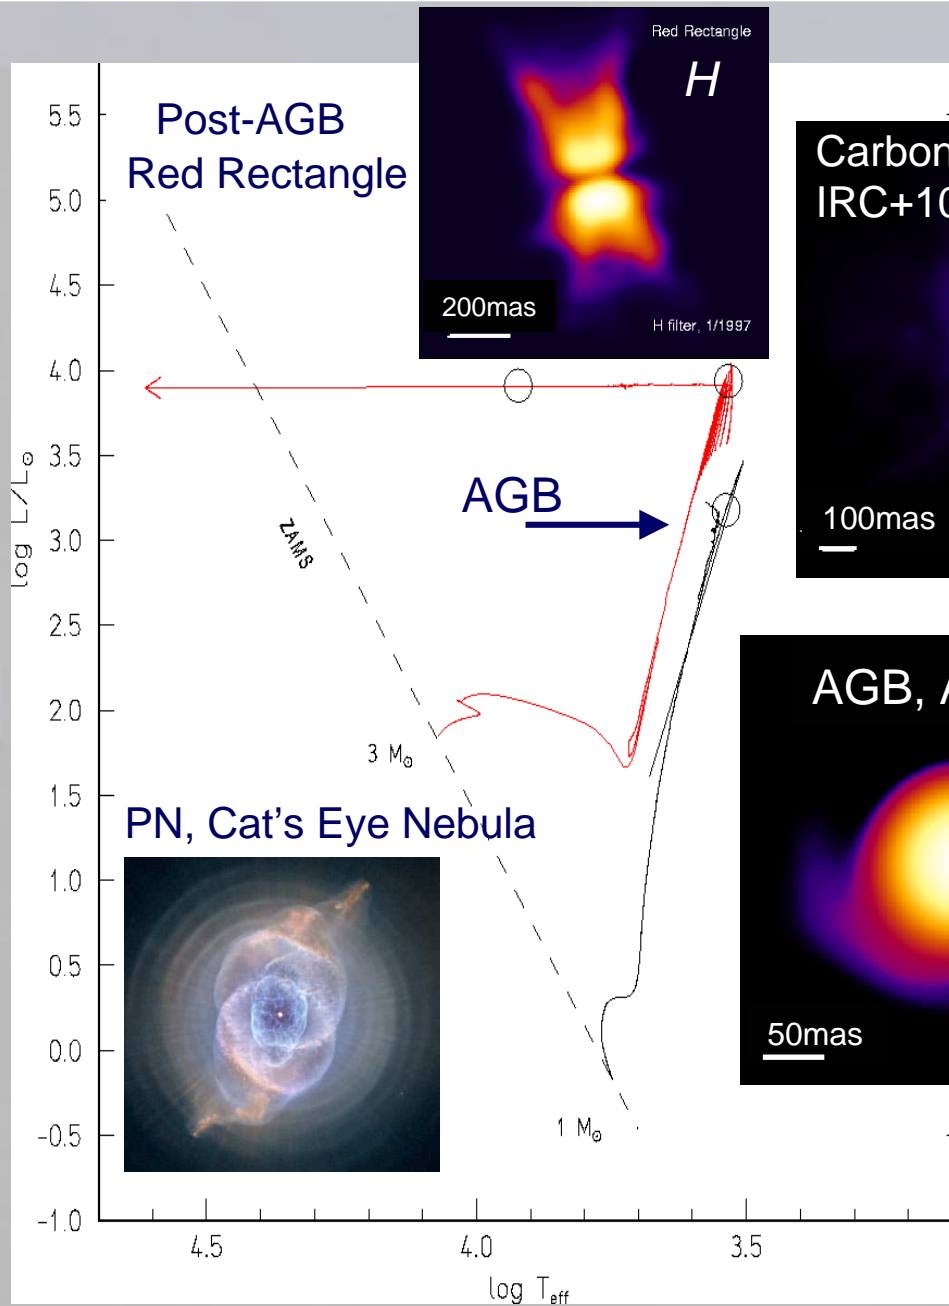 Red Rectangle
H
200mas
H filter, 1/1997
Post-AGB
Red Rectangle
Carbon
IRC+10
100mas
AGB
AGB, A
50mas
PN, Cat's Eye Nebula
ZAMS
3 M⊙
1 M⊙
log L/L⊙
5.5
5.0
4.5
4.0
3.5
3.0
2.5
2.0
1.5
1.0
0.5
0.0
-0.5
-1.0
4.5 4.0 3.5
log Teff